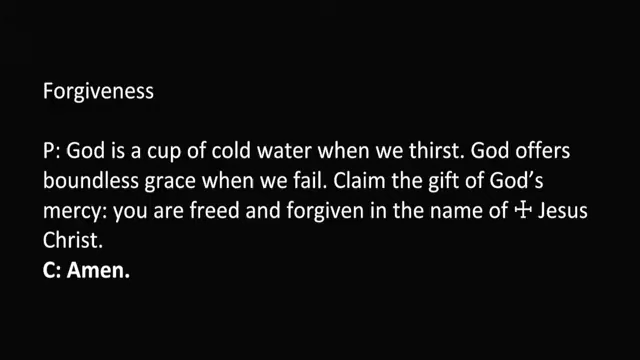 Forgiveness
P: God is a cup of cold water when we thirst. God offers
boundless grace when we fail. Claim the gift of God’s
mercy: you are freed and forgiven in the name of ☩ Jesus
Christ.
C: Amen.